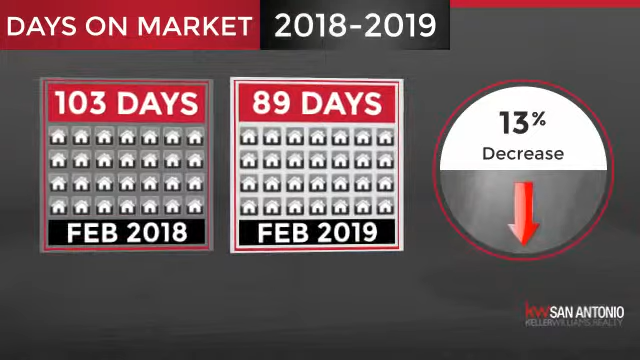 DAYS ON MARKET 2018-2019
103 DAYS
FEB 2018
89 DAYS
FEB 2019
13%
Decrease
kw SAN ANTONIO
KELLERWILLIAMS. REALTY